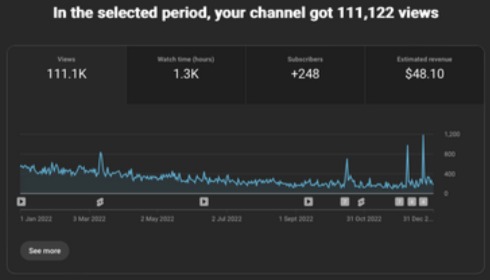 In the selected period, your channel got 111,122 views
Views
111.1K
Watch time (hours)
1.3K
Subscribers
+248
Estimated revenue
$48.10
1,200
800
400
0
1 Jan 2022
3 Mar 2022
2 May 2022
2 Jul 2022
1 Sept 2022
31 Oct 2022
31 Dec 2...
See more